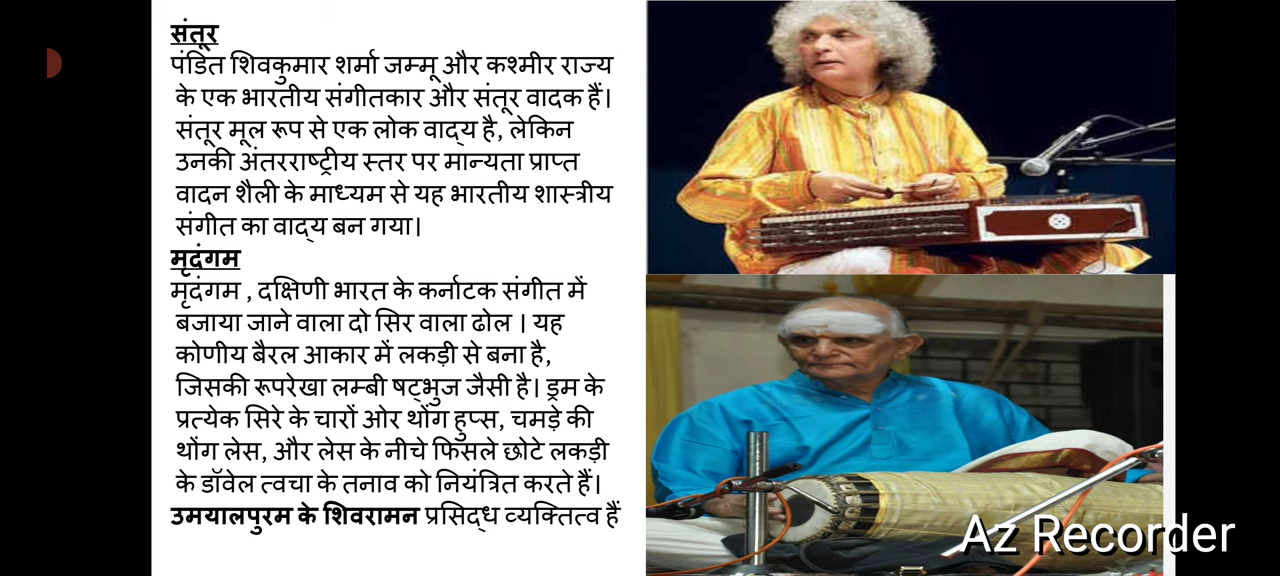 संतूर
पंडित शिवकुमार शर्मा जम्मू और कश्मीर राज्य
के एक भारतीय संगीतकार और संतूर वादक हैं।
संतूर मूल रूप से एक लोक वाद्य है, लेकिन
उनकी अंतरराष्ट्रीय स्तर पर मान्यता प्राप्त
वादन शैली के माध्यम से यह भारतीय शास्त्रीय
संगीत का वाद्य बन गया।
मृदंगम
मृदंगम , दक्षिणी भारत के कर्नाटक संगीत में
बजाया जाने वाला दो सिर वाला ढोल । यह
कोणीय बैरल आकार में लकड़ी से बना है,
जिसकी रूपरेखा लम्बी षट्भुज जैसी है। ड्रम के
प्रत्येक सिरे के चारों ओर थोंग हुप्स, चमड़े की
थोंग लेस, और लेस के नीचे फिसले छोटे लकड़ी
के डॉवेल त्वचा के तनाव को नियंत्रित करते हैं।
उमयालपुरम के शिवरामन प्रसिद्ध व्यक्तित्व हैं
Az Recorder